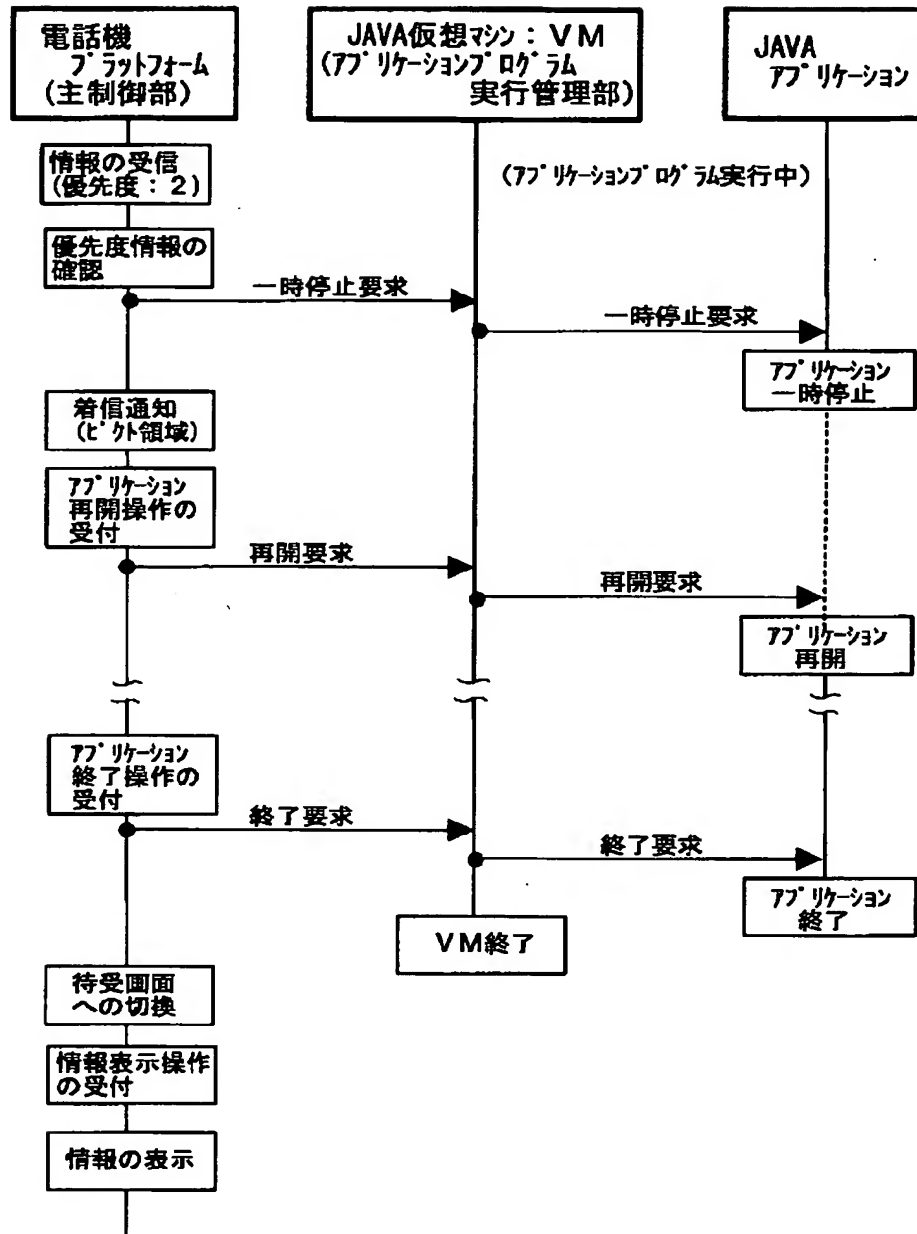 電話機
プラットフォーム
(主制御部)
JAVA仮想マシン:VM
(アプリケーションプログラム
実行管理部)
JAVA
アプリケーション
情報の受信
(優先度:2)
(アプリケーションプログラム実行中)
優先度情報の
確認
一時停止要求
一時停止要求
アプリケーション
一時停止
着信通知
(ピクト領域)
アプリケーション
再開操作の
受付
再開要求
再開要求
アプリケーション
再開
アプリケーション
終了操作の
受付
終了要求
終了要求
アプリケーション
終了
VM終了
待受画面
への切換
情報表示操作
の受付
情報の表示